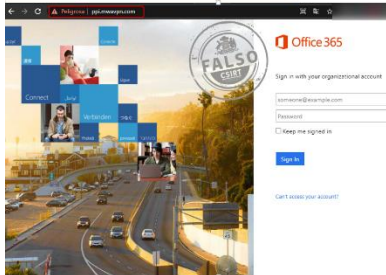 Peligroso | ppi.mwaxpn.com
FALSO
CSIRT
Office 365
Sign in with your organizational account
someone@example.com
Password
Keep me signed in
Sign In
Can't access your account?
Connect
Verbinden